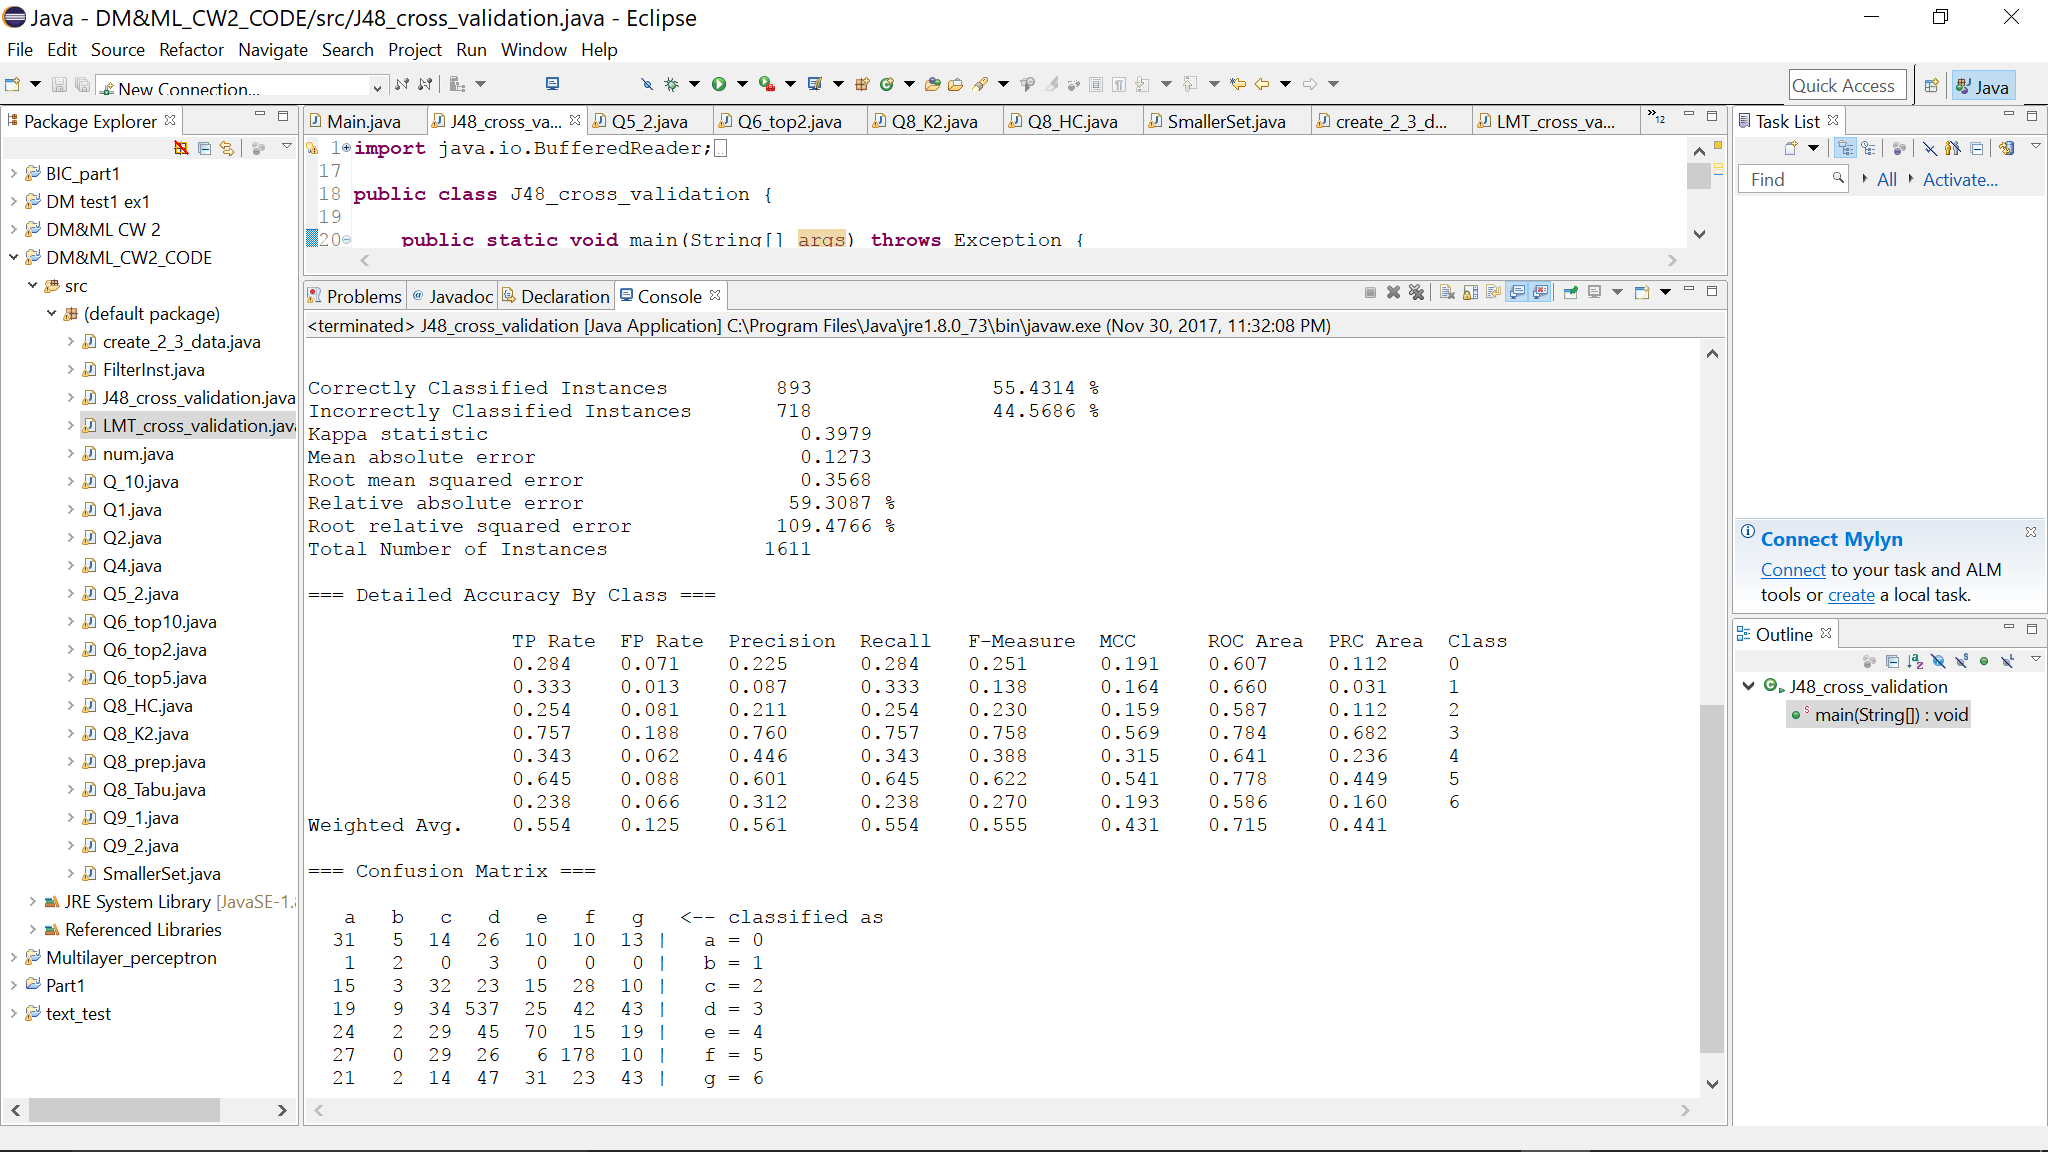 Java - DM&ML_CW2_CODE/src/J48_cross_validation.java - Eclipse
File Edit Source Refactor Navigate Search Project Run Window Help
New Connection...
Quick Access
Java
Package Explorer
BIC_part1
DM test1 ex1
DM&ML CW 2
DM&ML_CW2_CODE
src
(default package)
create_2_3_data.java
FilterInst.java
J48_cross_validation.java
LMT_cross_validation.jav
num.java
Q_10.java
Q1.java
Q2.java
Q4.java
Q5_2.java
Q6_top10.java
Q6_top2.java
Q6_top5.java
Q8_HC.java
Q8_K2.java
Q8_prep.java
Q8_Tabu.java
Q9_1.java
Q9_2.java
SmallerSet.java
JRE System Library [JavaSE-1.
Referenced Libraries
Multilayer_perceptron
Part1
text_test
Main.java J48_cross_va... Q5_2.java Q6_top2.java Q8_K2.java Q8_HC.java SmallerSet.java create_2_3_d... LMT_cross_va... »12
1 import java.io.BufferedReader;
17
18 public class J48_cross_validation {
19
20 public static void main(String[] args) throws Exception {
Problems @ Javadoc Declaration Console
<terminated> J48_cross_validation [Java Application] C:\Program Files\Java\jre1.8.0_73\bin\javaw.exe (Nov 30, 2017, 11:32:08 PM)
Correctly Classified Instances 893 55.4314 %
Incorrectly Classified Instances 718 44.5686 %
Kappa statistic 0.3979
Mean absolute error 0.1273
Root mean squared error 0.3568
Relative absolute error 59.3087 %
Root relative squared error 109.4766 %
Total Number of Instances 1611
=== Detailed Accuracy By Class ===
TP Rate FP Rate Precision Recall F-Measure MCC ROC Area PRC Area Class
0.284 0.071 0.225 0.284 0.251 0.191 0.607 0.112 0
0.333 0.013 0.087 0.333 0.138 0.164 0.660 0.031 1
0.254 0.081 0.211 0.254 0.230 0.159 0.587 0.112 2
0.757 0.188 0.760 0.757 0.758 0.569 0.784 0.682 3
0.343 0.062 0.446 0.343 0.388 0.315 0.641 0.236 4
0.645 0.088 0.601 0.645 0.622 0.541 0.778 0.449 5
0.238 0.066 0.312 0.238 0.270 0.193 0.586 0.160 6
Weighted Avg. 0.554 0.125 0.561 0.554 0.555 0.431 0.715 0.441
=== Confusion Matrix ===
a b c d e f g <-- classified as
31 5 14 26 10 10 13 | a = 0
1 2 0 3 0 0 0 | b = 1
15 3 32 23 15 28 10 | c = 2
19 9 34 537 25 42 43 | d = 3
24 2 29 45 70 15 19 | e = 4
27 0 29 26 6 178 10 | f = 5
21 2 14 47 31 23 43 | g = 6
Task List
Find All Activate...
Connect Mylyn
Connect to your task and ALM
tools or create a local task.
Outline
J48_cross_validation
main(String[]) : void